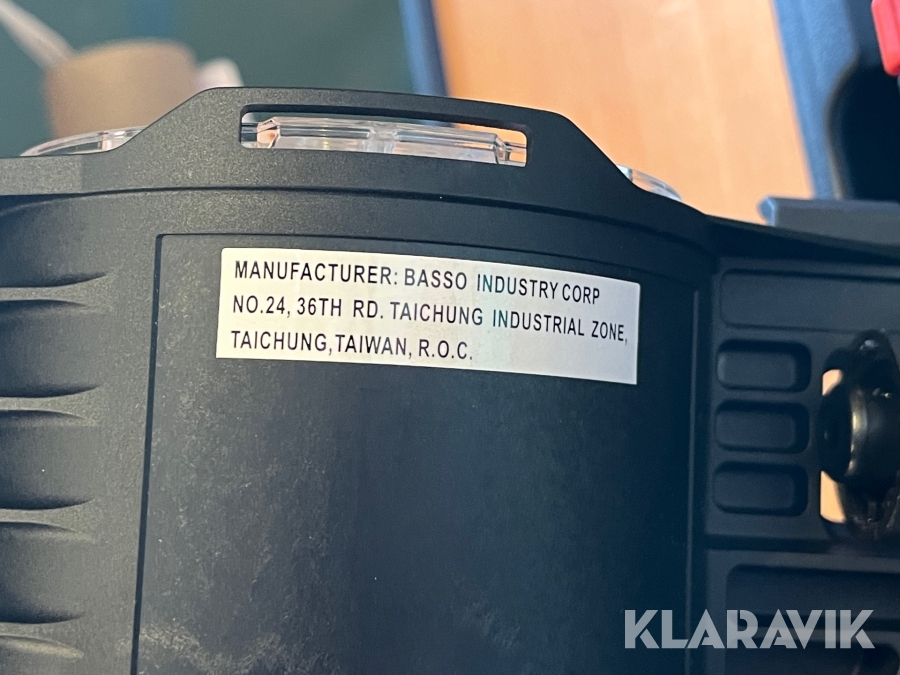 MANUFACTURER: BASSO INDUSTRY CORP
NO.24, 36TH RD. TAICHUNG INDUSTRIAL ZONE,
TAICHUNG,TAIWAN, R.O.C.
KLARAVIK